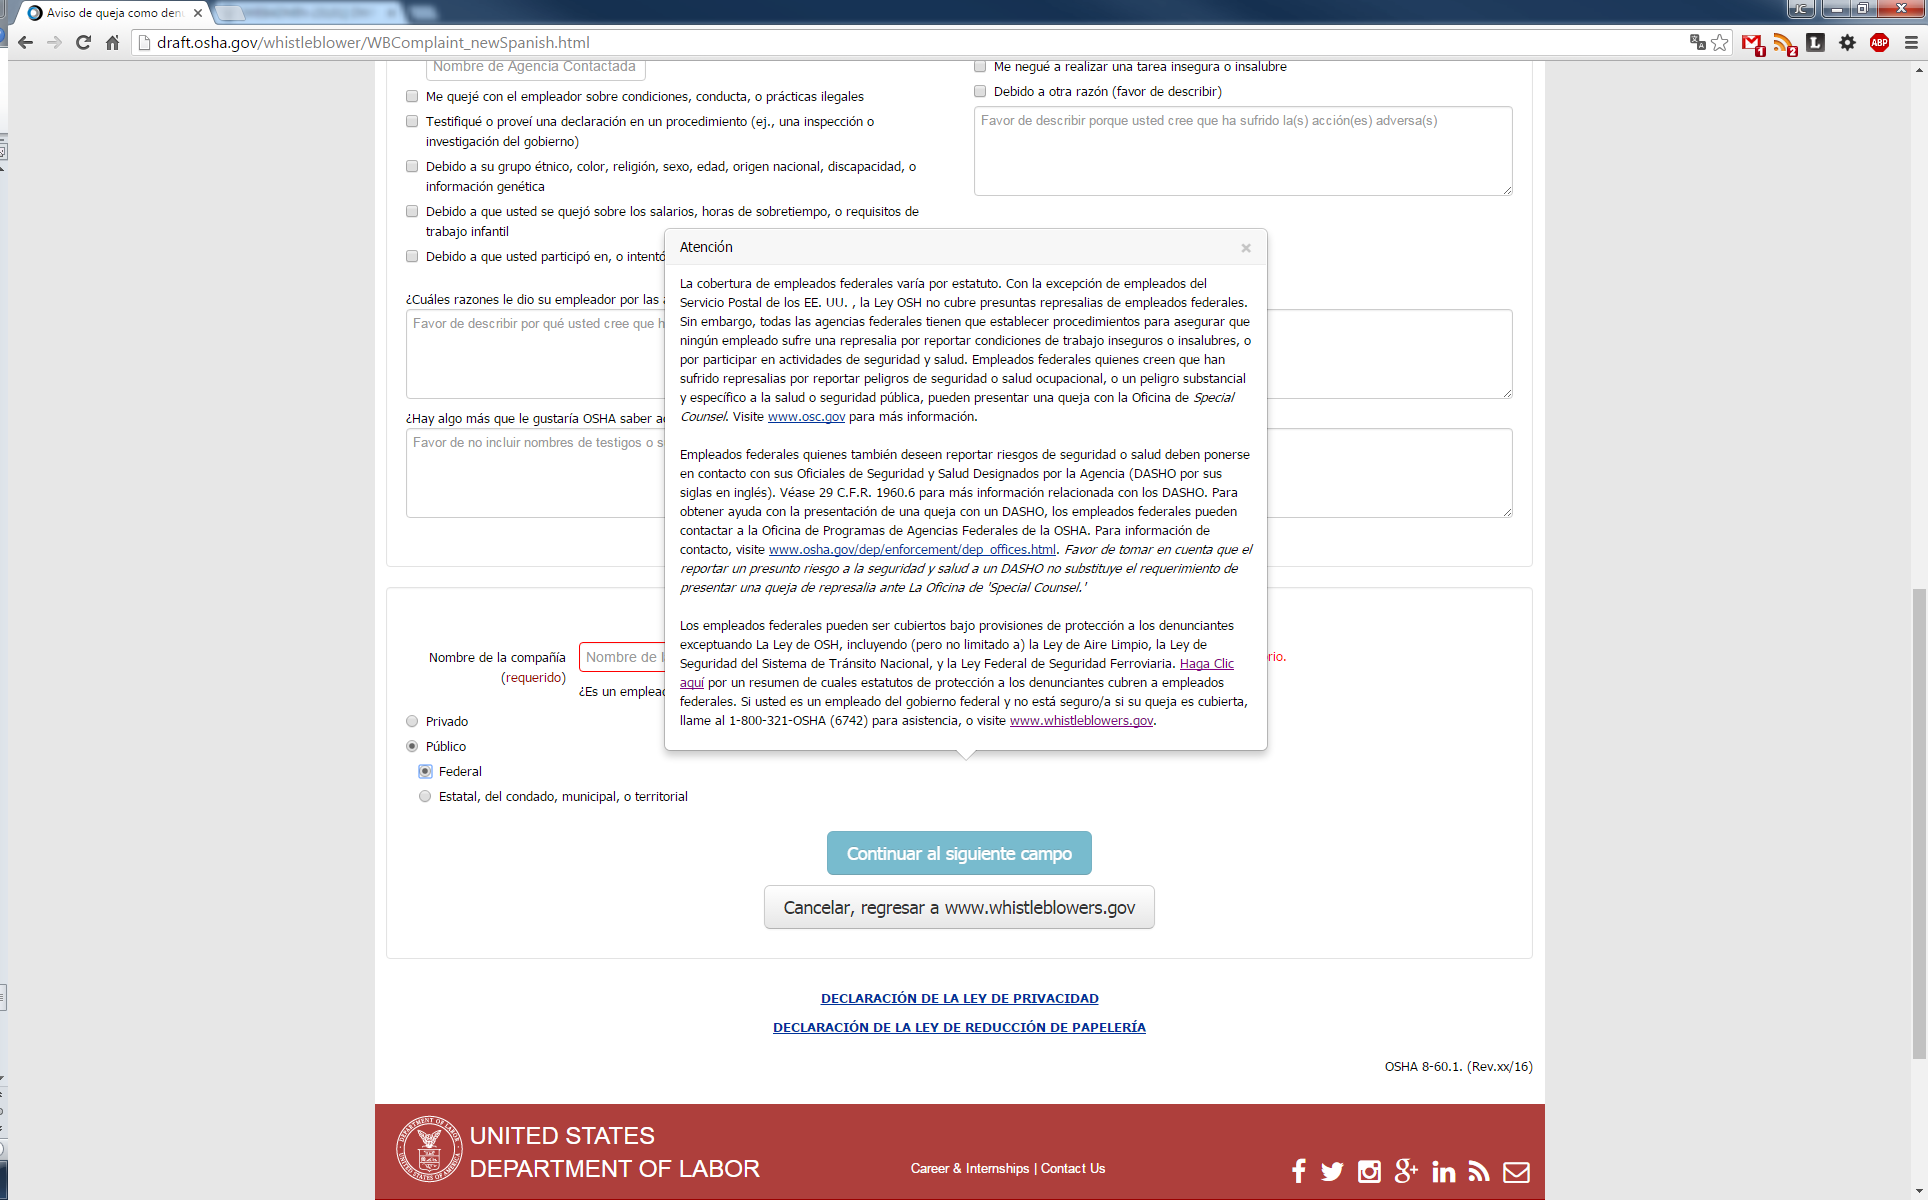 Aviso de queja como den
JC
draft.osha.gov/whistleblower/WBComplaint_newSpanish.html
1
2
L
ABP
Nombre de Agencia Contactada
Me quejé con el empleador sobre condiciones, conducta, o prácticas ilegales
Testifiqué o proveí una declaración en un procedimiento (ej., una inspección o
investigación del gobierno)
Debido a su grupo étnico, color, religión, sexo, edad, origen nacional, discapacidad, o
información genética
Debido a que usted se quejó sobre los salarios, horas de sobretiempo, o requisitos de
trabajo infantil
Debido a que usted participó en, o intentó
Me negué a realizar una tarea insegura o insalubre
Debido a otra razón (favor de describir)
Favor de describir porque usted cree que ha sufrido la(s) acción(es) adversa(s)
¿Cuáles razones le dio su empleador por las
Favor de describir por qué usted cree que h
¿Hay algo más que le gustaría OSHA saber
Favor de no incluir nombres de testigos o s
Atención
La cobertura de empleados federales varía por estatuto. Con la excepción de empleados del
Servicio Postal de los EE. UU. , la Ley OSH no cubre presuntas represalias de empleados federales.
Sin embargo, todas las agencias federales tienen que establecer procedimientos para asegurar que
ningún empleado sufre una represalia por reportar condiciones de trabajo inseguros o insalubres, o
por participar en actividades de seguridad y salud. Empleados federales quienes creen que han
sufrido represalias por reportar peligros de seguridad o salud ocupacional, o un peligro substancial
y específico a la salud o seguridad pública, pueden presentar una queja con la Oficina de Special
Counsel. Visite www.osc.gov para más información.
Empleados federales quienes también deseen reportar riesgos de seguridad o salud deben ponerse
en contacto con sus Oficiales de Seguridad y Salud Designados por la Agencia (DASHO por sus
siglas en inglés). Véase 29 C.F.R. 1960.6 para más información relacionada con los DASHO. Para
obtener ayuda con la presentación de una queja con un DASHO, los empleados federales pueden
contactar a la Oficina de Programas de Agencias Federales de la OSHA. Para información de
contacto, visite www.osha.gov/dep/enforcement/dep_offices.html. Favor de tomar en cuenta que el
reportar un presunto riesgo a la seguridad y salud a un DASHO no substituye el requerimiento de
presentar una queja de represalia ante La Oficina de 'Special Counsel.'
Los empleados federales pueden ser cubiertos bajo provisiones de protección a los denunciantes
exceptuando La Ley de OSH, incluyendo (pero no limitado a) la Ley de Aire Limpio, la Ley de
Seguridad del Sistema de Tránsito Nacional, y la Ley Federal de Seguridad Ferroviaria. Haga Clic
aquí por un resumen de cuales estatutos de protección a los denunciantes cubren a empleados
federales. Si usted es un empleado del gobierno federal y no está seguro/a si su queja es cubierta,
llame al 1-800-321-OSHA (6742) para asistencia, o visite www.whistleblowers.gov.
Nombre de la compañía
(requerido)
Nombre de l
rio.
¿Es un emplea
Privado
Público
Federal
Estatal, del condado, municipal, o territorial
Continuar al siguiente campo
Cancelar, regresar a www.whistleblowers.gov
DECLARACIÓN DE LA LEY DE PRIVACIDAD
DECLARACIÓN DE LA LEY DE REDUCCIÓN DE PAPELERÍA
OSHA 8-60.1. (Rev.xx/16)
UNITED STATES
DEPARTMENT OF LABOR
Career & Internships | Contact Us